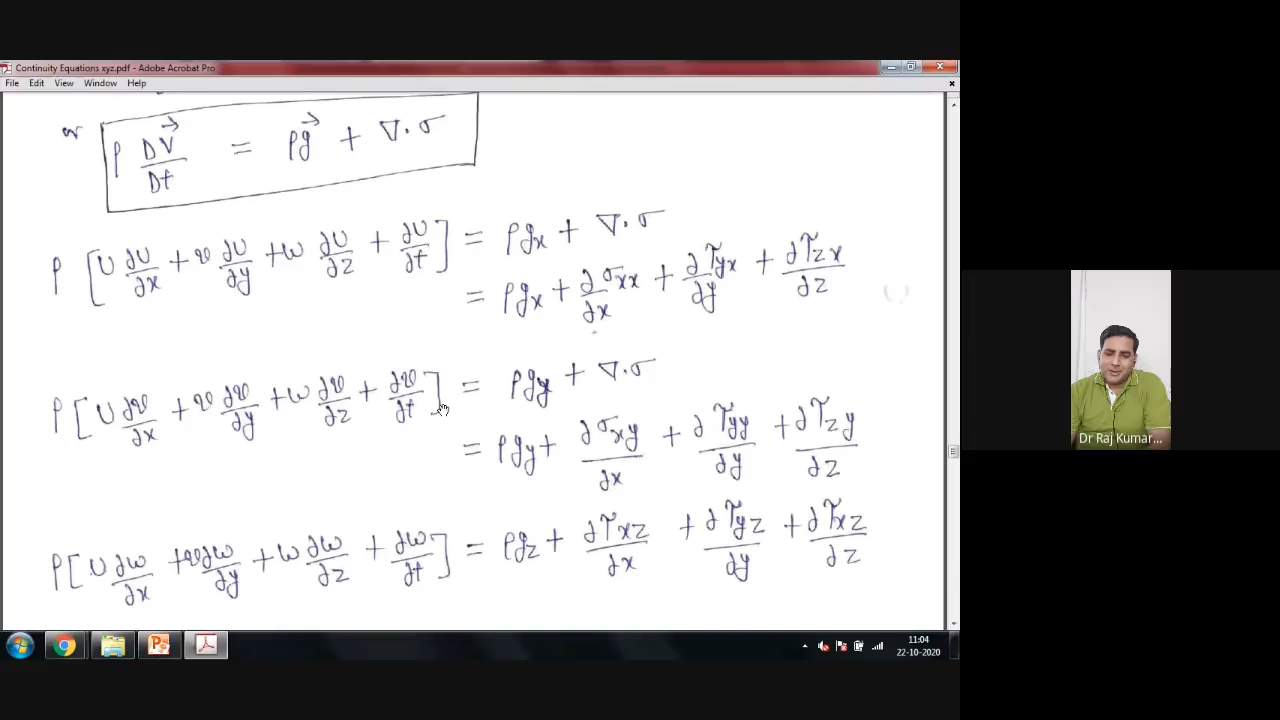 Continuity Equations xyz.pdf - Adobe Acrobat Pro
File Edit View Window Help
or ρ DV⃗/Dt = ρg⃗ + ∇.σ
ρ [U ∂U/∂x + v ∂U/∂y + w ∂U/∂z + ∂U/∂t] = ρgx + ∇.σ
= ρgx + ∂σxx/∂x + ∂τyx/∂y + ∂τzx/∂z
ρ[U ∂v/∂x + v ∂v/∂y + w ∂v/∂z + ∂v/∂t] = ρgy + ∇.σ
= ρgy + ∂σxy/∂x + ∂τyy/∂y + ∂τzy/∂z
ρ[U ∂w/∂x + v ∂w/∂y + w ∂w/∂z + ∂w/∂t] = ρgz + ∂τxz/∂x + ∂τyz/∂y + ∂τxz/∂z
Dr Raj Kumar...
11:04
22-10-2020